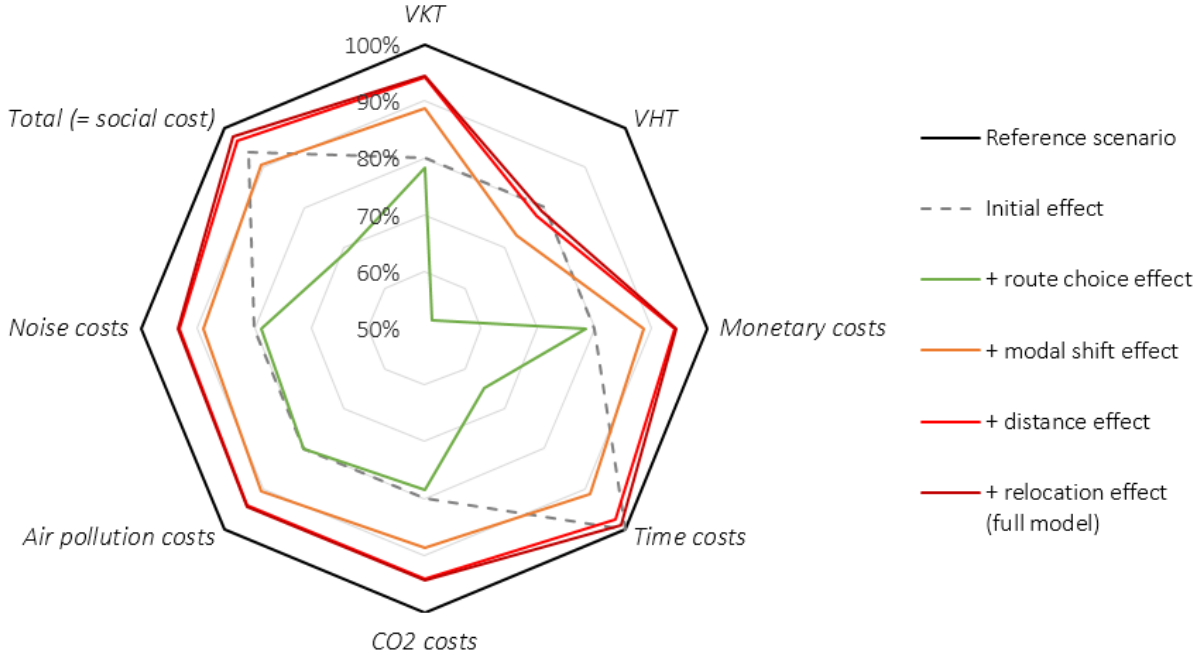 VKT
100%
90%
80%
70%
60%
50%
VHT
Monetary costs
Time costs
CO2 costs
Air pollution costs
Noise costs
Total (= social cost)
Reference scenario
Initial effect
+ route choice effect
+ modal shift effect
+ distance effect
+ relocation effect
(full model)